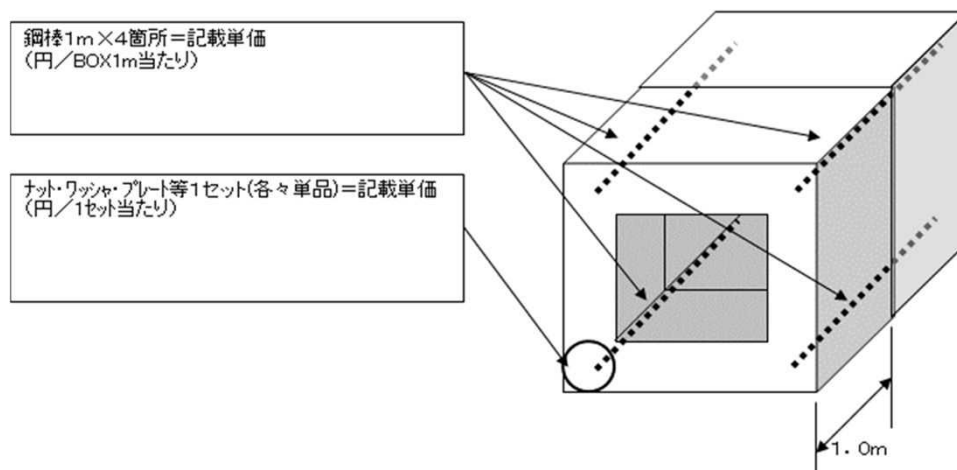 鋼棒1m×4箇所=記載単価
(円/BOX1m当たり)
ナット・ワッシャ・プレート等1セット(各々単品)=記載単価
(円/1セット当たり)
1.0m